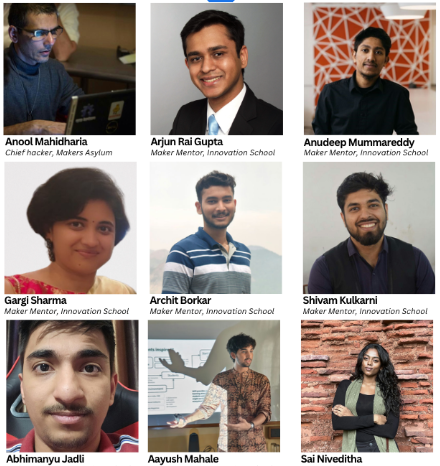 Anool Mahidharia
Chief hacker, Makers Asylum
Arjun Rai Gupta
Maker Mentor, Innovation School
Anudeep Mummareddy
Maker Mentor, Innovation School
Gargi Sharma
Maker Mentor, Innovation School
Archit Borkar
Maker Mentor, Innovation School
Shivam Kulkarni
Maker Mentor, Innovation School
Abhimanyu Jadli
Aayush Mahale
Sai Niveditha